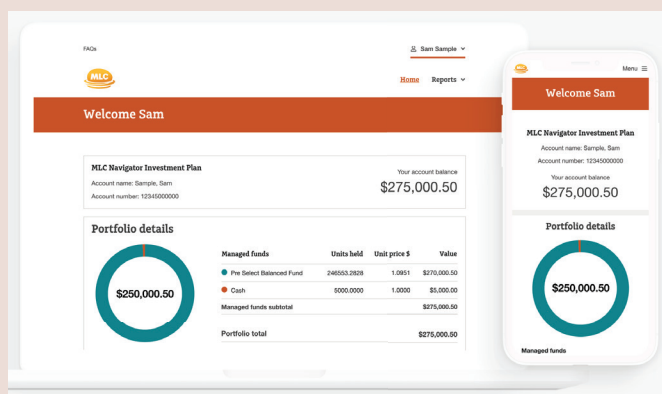 FAQs
Sam Sample
MLC
Home Reports
Welcome Sam
MLC Navigator Investment Plan
Account name: Sample, Sam
Account number: 12345000000
Your account balance
$275,000.50
Portfolio details
$250,000.50
Managed funds Units held Unit price $ Value
Pre Select Balanced Fund 246553.2828 1.0951 $270,000.50
Cash 5000.0000 1.0000 $5,000.00
Managed funds subtotal $275,000.50
Portfolio total $275,000.50
MLC
Menu
Welcome Sam
MLC Navigator Investment Plan
Account name: Sample, Sam
Account number: 12345000000
Your account balance
$275,000.50
Portfolio details
$250,000.50
Managed funds